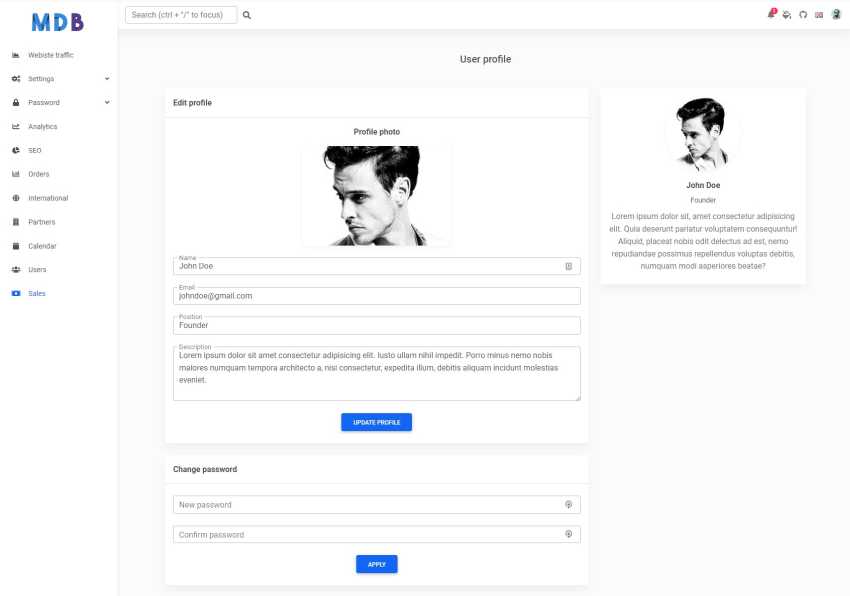 MDB
Search (ctrl + "/" to focus)
1
Webiste traffic
Settings
Password
Analytics
SEO
Orders
International
Partners
Calendar
Users
Sales
User profile
Edit profile
Profile photo
Name
John Doe
Email
johndoe@gmail.com
Position
Founder
Description
Lorem ipsum dolor sit amet consectetur adipisicing elit. Iusto ullam nihil impedit. Porro minus nemo nobis
maiores numquam tempora architecto a, nisi consectetur, expedita illum, debitis aliquam incidunt molestias
eveniet.
UPDATE PROFILE
Change password
New password
Confirm password
APPLY
John Doe
Founder
Lorem ipsum dolor sit, amet consectetur adipisicing
elit. Quia deserunt pariatur voluptatem consequuntur!
Aliquid, placeat nobis odit delectus ad est, nemo
repudiandae possimus repellendus voluptas debitis,
numquam modi asperiores beatae?